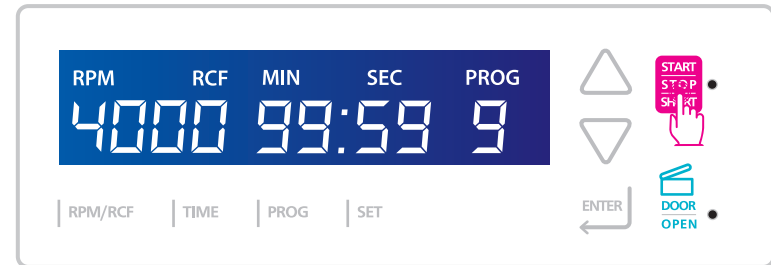 RPM RCF MIN SEC PROG
4000 99:59 9
START
STOP
SHORT
RPM/RCF TIME PROG SET
ENTER
DOOR
OPEN